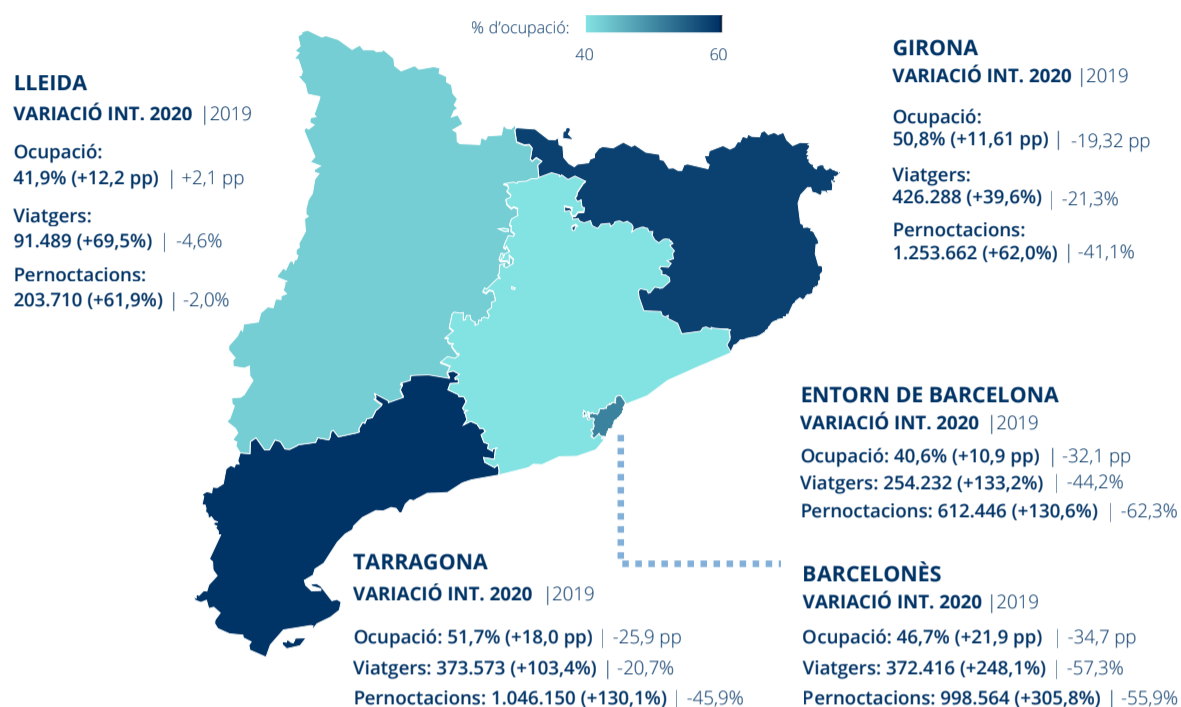 % d'ocupació:
40 60
LLEIDA
VARIACIÓ INT. 2020 |2019
Ocupació:
41,9% (+12,2 pp) | +2,1 pp
Viatgers:
91.489 (+69,5%) | -4,6%
Pernoctacions:
203.710 (+61,9%) | -2,0%
GIRONA
VARIACIÓ INT. 2020 |2019
Ocupació:
50,8% (+11,61 pp) | -19,32 pp
Viatgers:
426.288 (+39,6%) | -21,3%
Pernoctacions:
1.253.662 (+62,0%) | -41,1%
ENTORN DE BARCELONA
VARIACIÓ INT. 2020 |2019
Ocupació: 40,6% (+10,9 pp) | -32,1 pp
Viatgers: 254.232 (+133,2%) | -44,2%
Pernoctacions: 612.446 (+130,6%) | -62,3%
TARRAGONA
VARIACIÓ INT. 2020 |2019
Ocupació: 51,7% (+18,0 pp) | -25,9 pp
Viatgers: 373.573 (+103,4%) | -20,7%
Pernoctacions: 1.046.150 (+130,1%) | -45,9%
BARCELONÈS
VARIACIÓ INT. 2020 |2019
Ocupació: 46,7% (+21,9 pp) | -34,7 pp
Viatgers: 372.416 (+248,1%) | -57,3%
Pernoctacions: 998.564 (+305,8%) | -55,9%